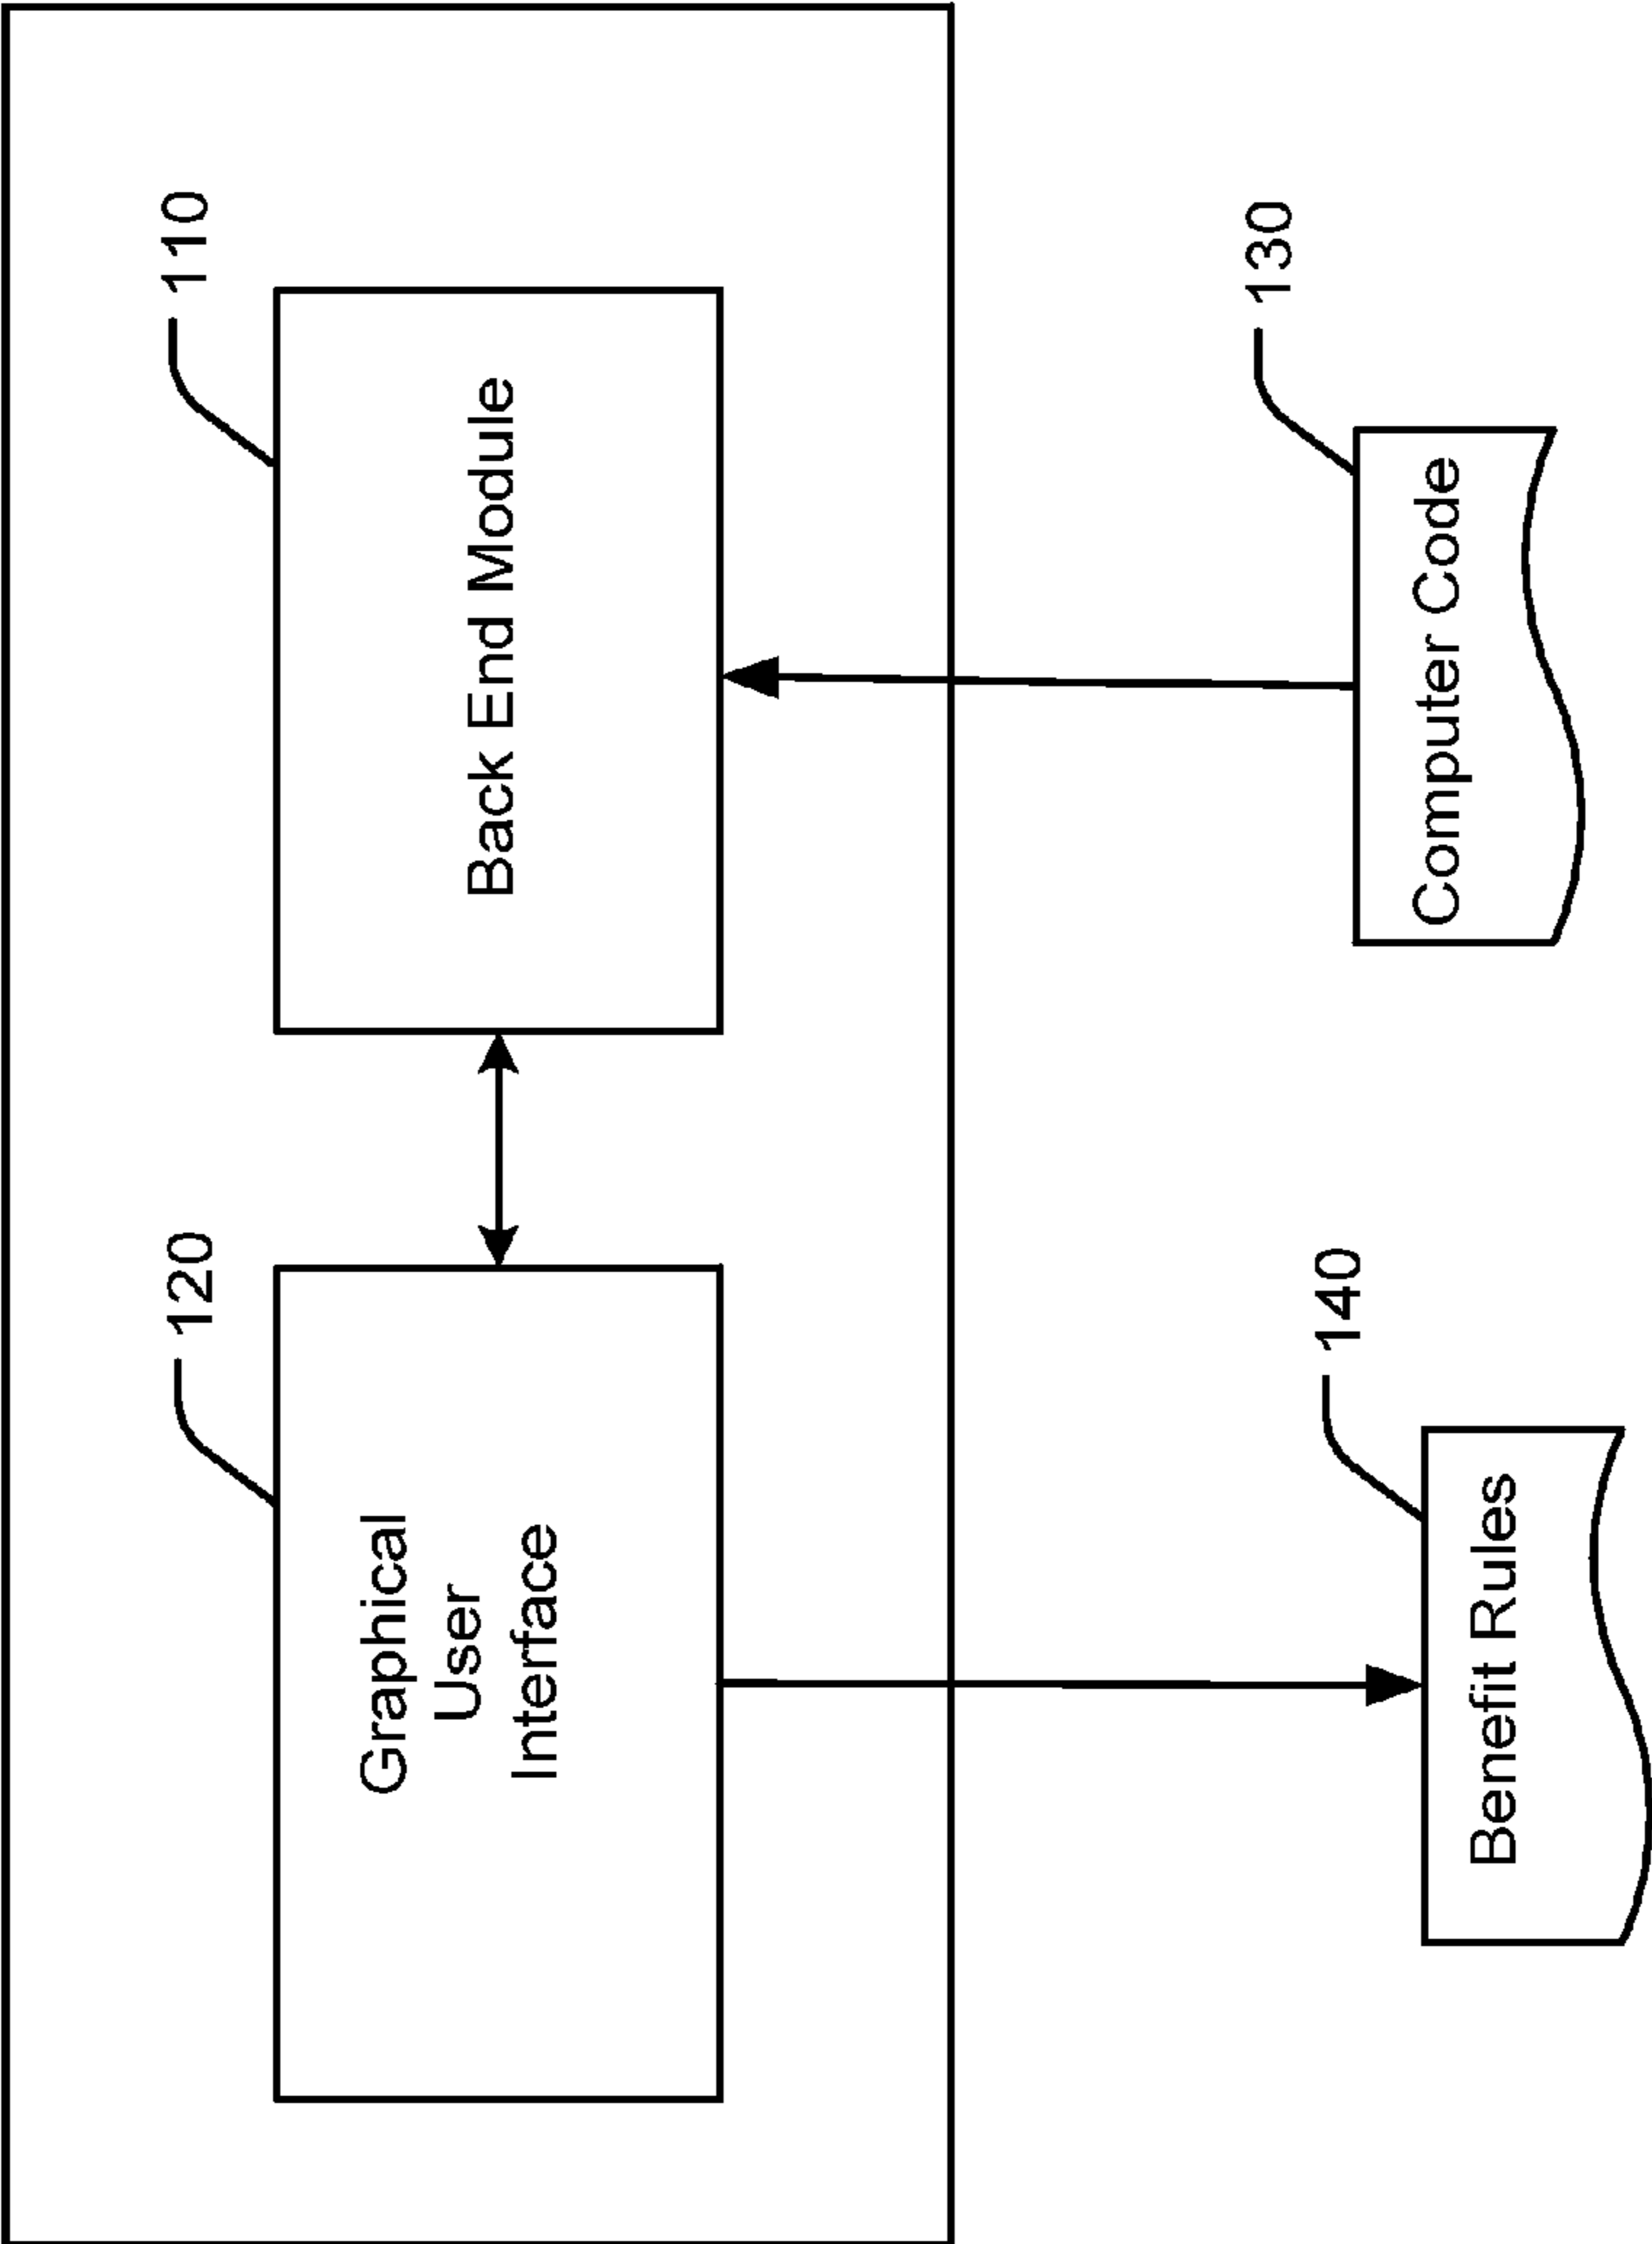 120
Graphical
User
Interface
110
Back End Module
140
Benefit Rules
130
Computer Code